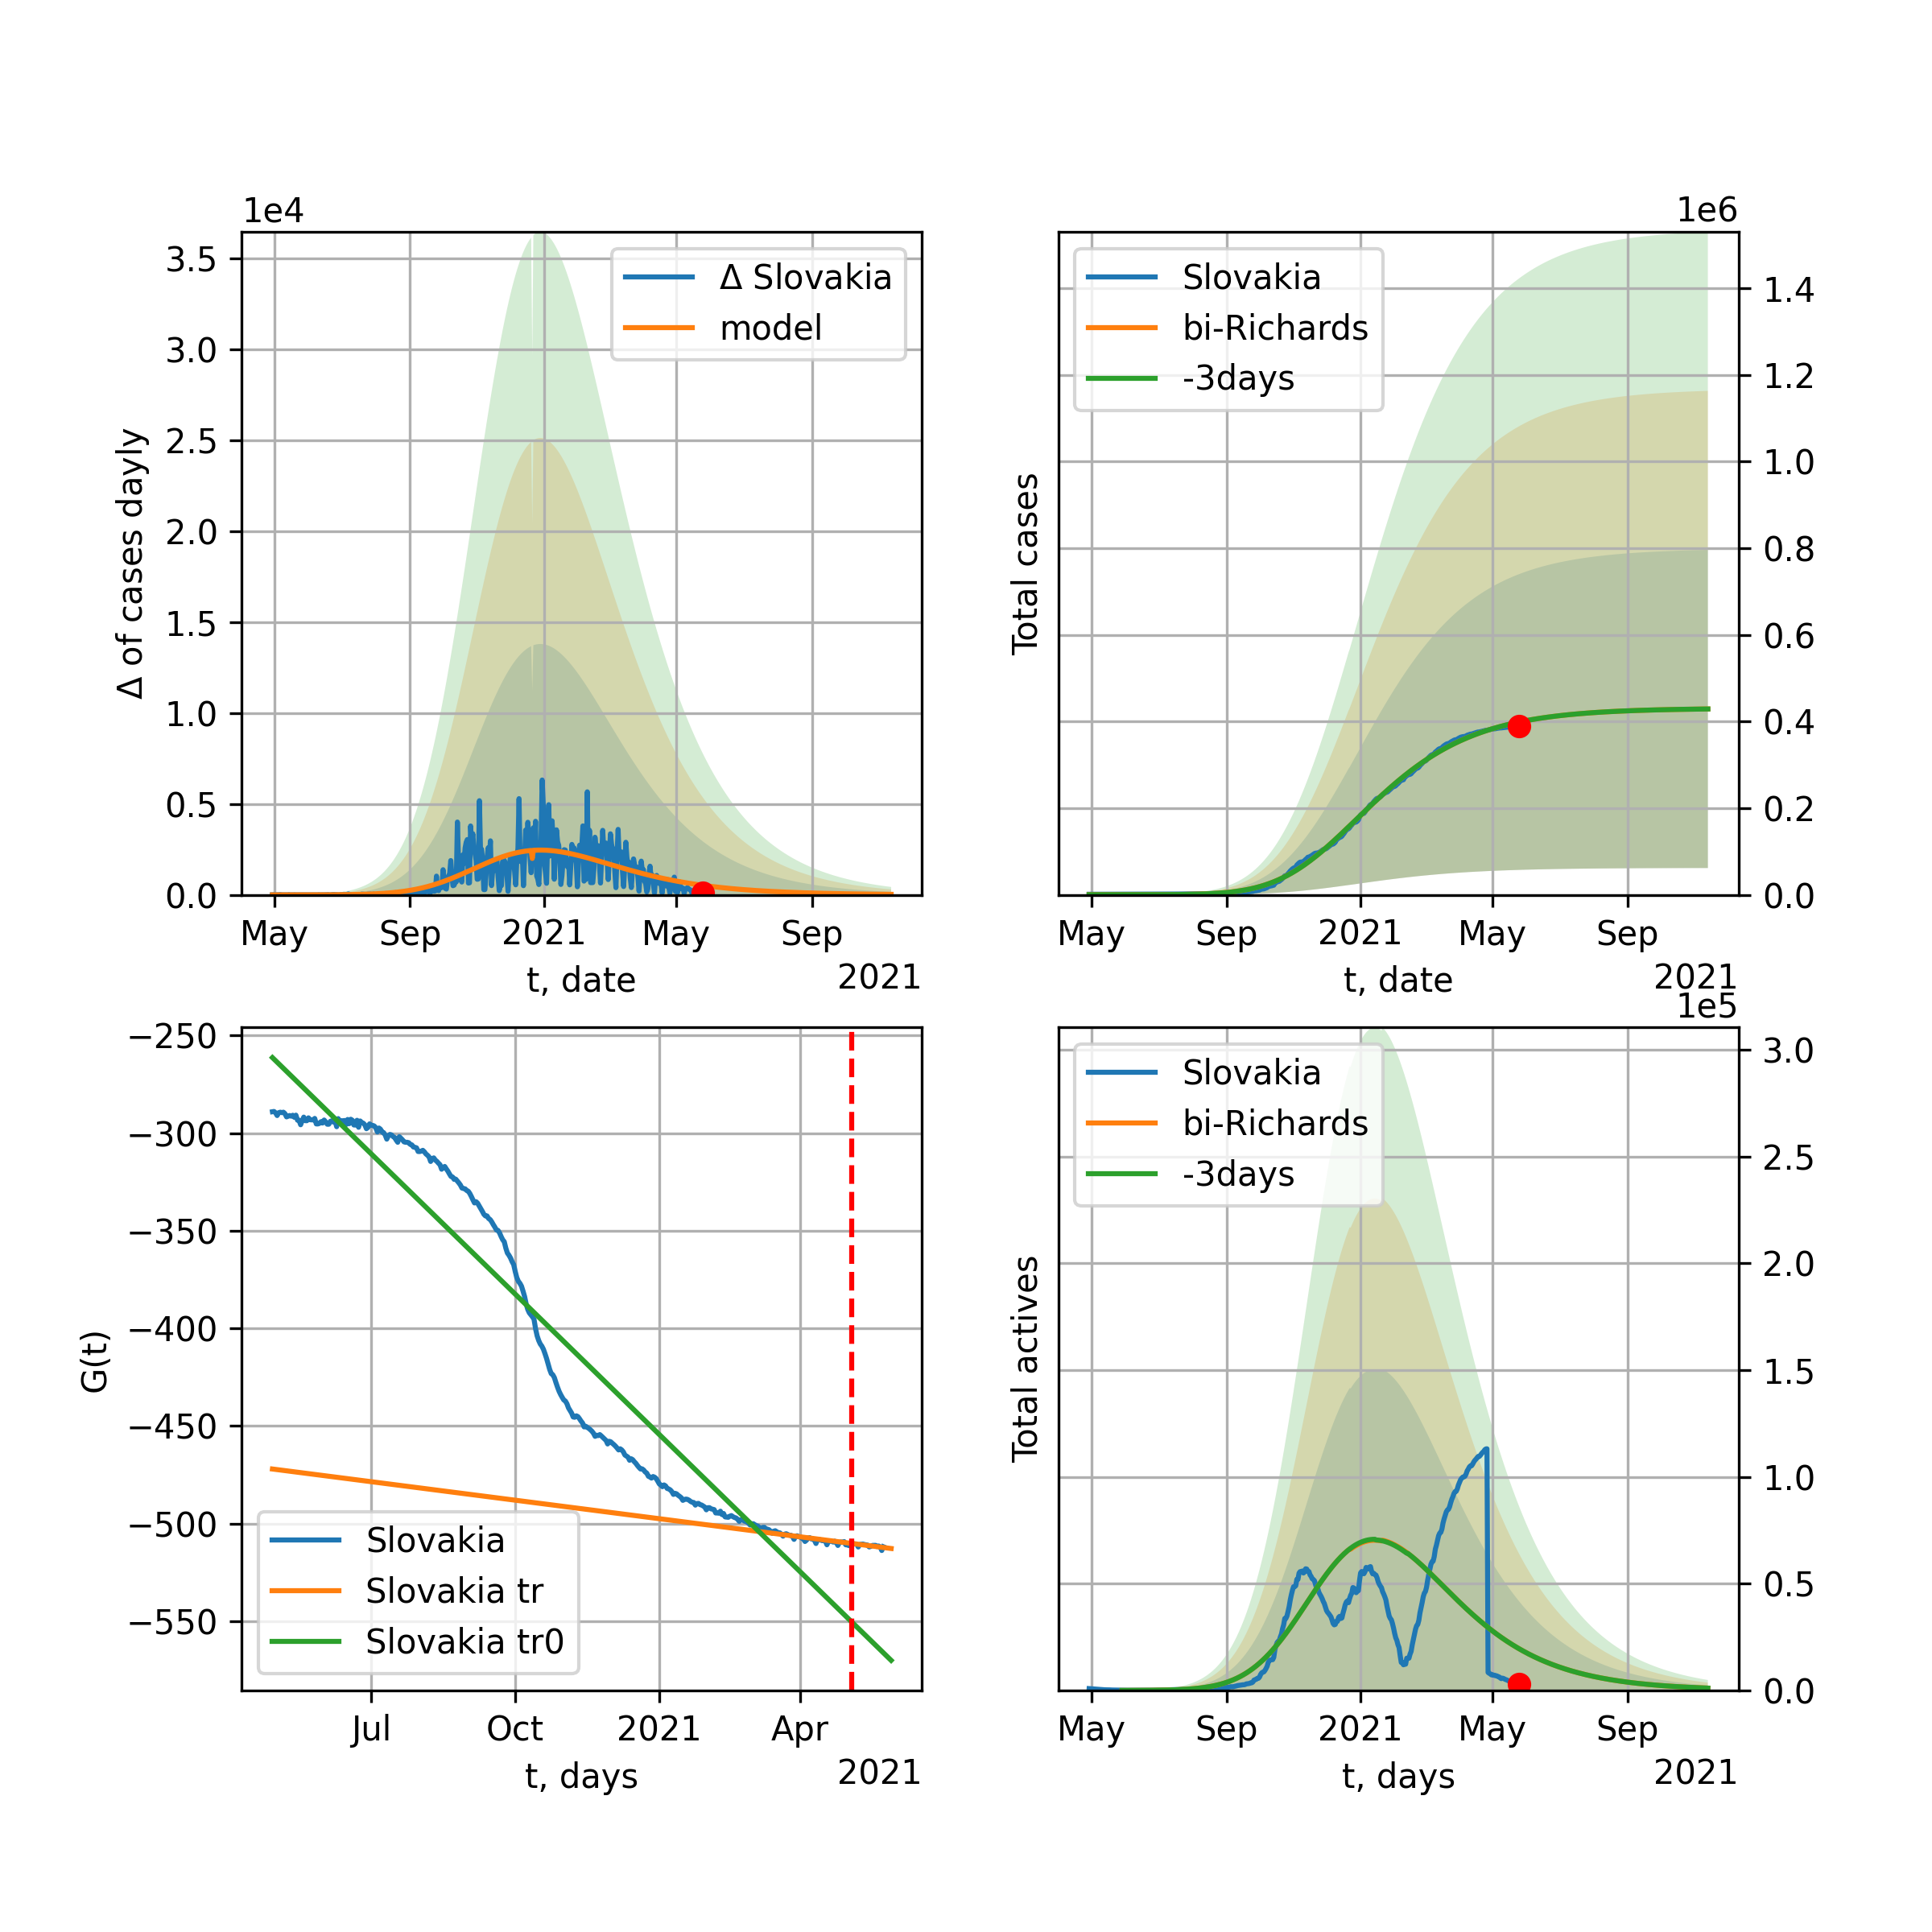 1e4
3.5
3.0
2.5
2.0
1.5
1.0
0.5
0.0
Δ of cases dayly
Δ Slovakia
model
May Sep 2021 May Sep
t, date
2021
1e6
Slovakia
bi-Richards
-3days
Total cases
1.4
1.2
1.0
0.8
0.6
0.4
0.2
0.0
May Sep 2021 May Sep
t, date
2021
−250
−300
−350
−400
−450
−500
−550
G(t)
Slovakia
Slovakia tr
Slovakia tr0
Jul Oct 2021 Apr
t, days
2021
1e5
Slovakia
bi-Richards
-3days
Total actives
3.0
2.5
2.0
1.5
1.0
0.5
0.0
May Sep 2021 May Sep
t, days
2021